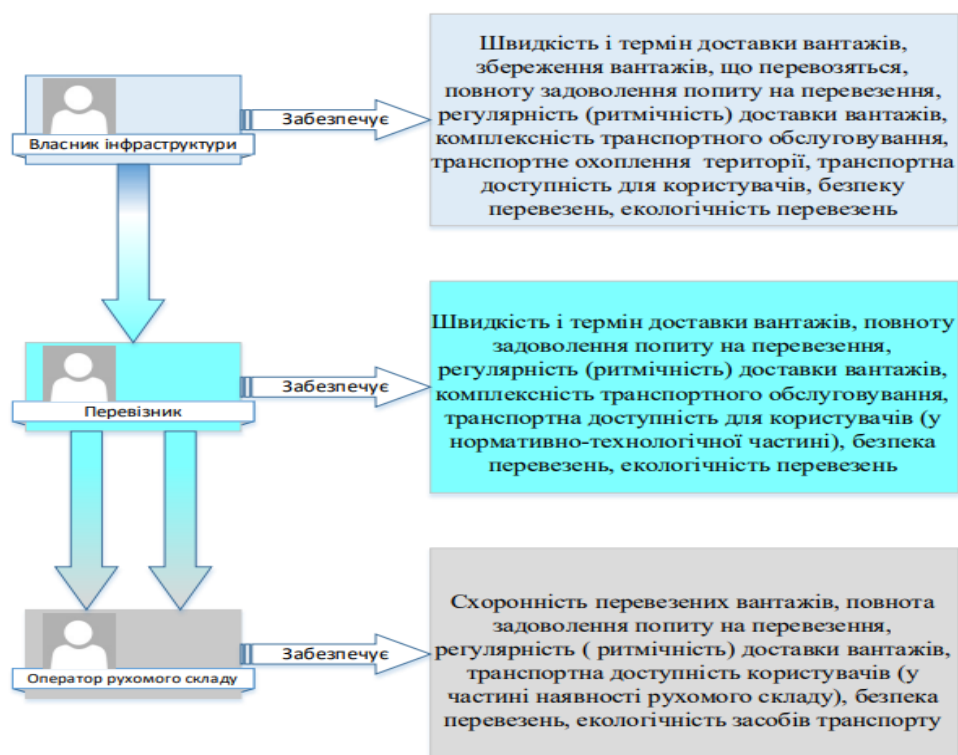 Швидкість і термін доставки вантажів,
збереження вантажів, що перевозяться,
повноту задоволення попиту на перевезення,
регулярність (ритмічність) доставки вантажів,
комплексність транспортного обслуговування,
транспортне охоплення території, транспортна
доступність для користувачів, безпеку
перевезень, екологічність перевезень
Забезпечує
Власник інфраструктури
Швидкість і термін доставки вантажів, повноту
задоволення попиту на перевезення,
регулярність (ритмічність) доставки вантажів,
комплексність транспортного обслуговування,
транспортна доступність для користувачів (у
нормативно-технологічної частині), безпека
перевезень, екологічність перевезень
Забезпечує
Перевізник
Схоронність перевезених вантажів, повнота
задоволення попиту на перевезення,
регулярність ( ритмічність) доставки вантажів,
транспортна доступність користувачів (у
частині наявності рухомого складу), безпека
перевезень, екологічність засобів транспорту
Забезпечує
Оператор рухомого складу